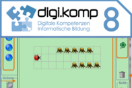 digi.komp 8
Digitale Kompetenzen
Informatische Bildung